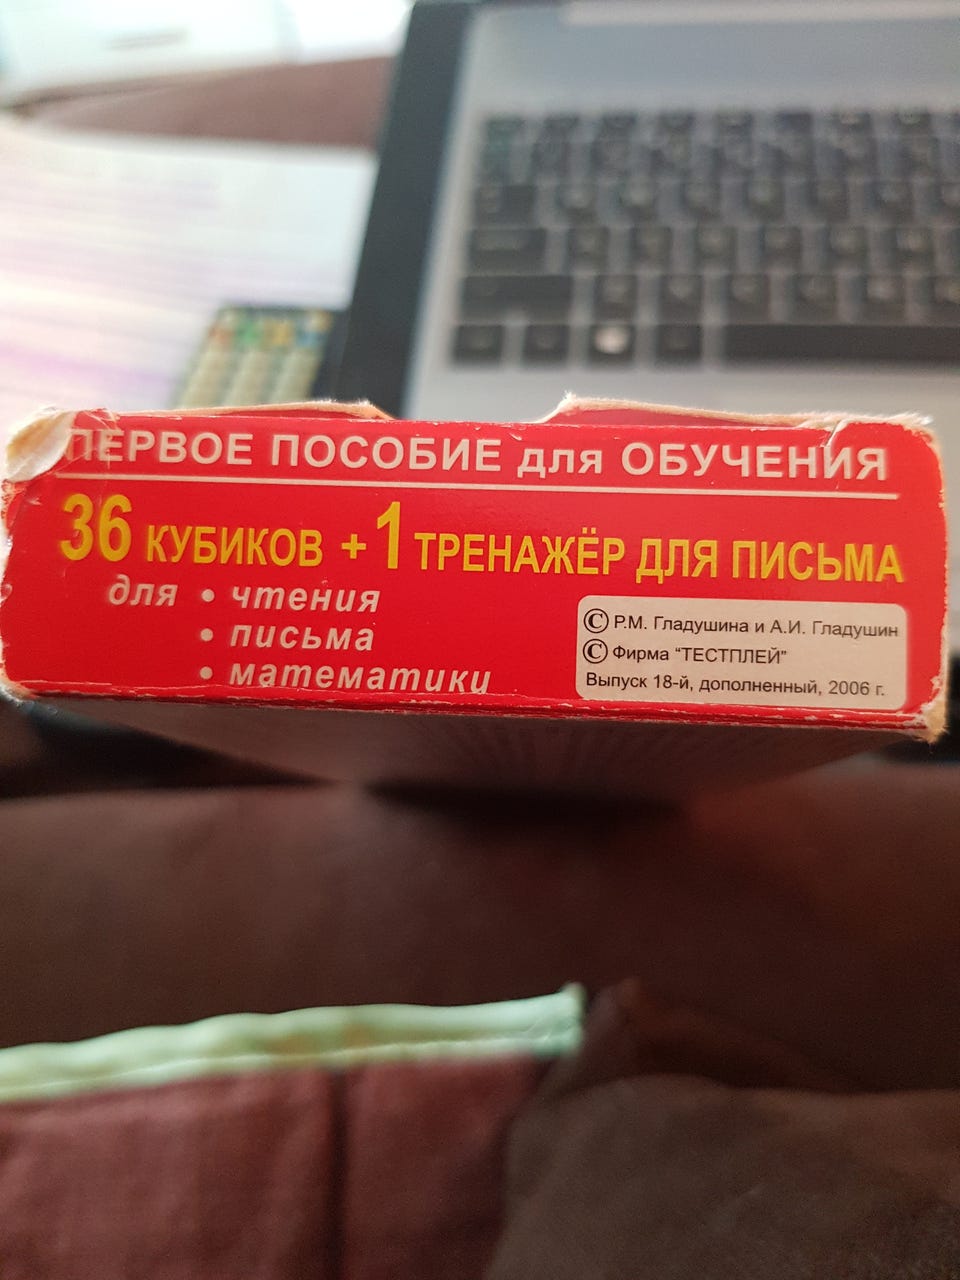 ПЕРВОЕ ПОСОБИЕ для ОБУЧЕНИЯ
36 КУБИКОВ + 1 ТРЕНАЖЁР ДЛЯ ПИСЬМА
для • чтения
• письма
• математики
© Р.М. Гладушина и А.И. Гладушин
© Фирма "ТЕСТПЛЕЙ"
Выпуск 18-й, дополненный, 2006 г.